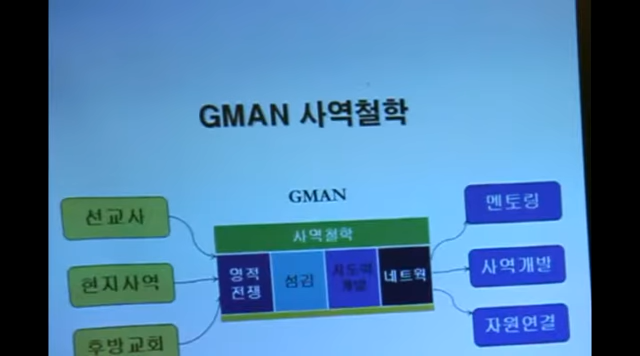 GMAN 사역철학
GMAN
선교사
현지사역
후방교회
사역철학
영적
전쟁
섬김
지도력
개발
네트웍
멘토링
사역개발
자원연결